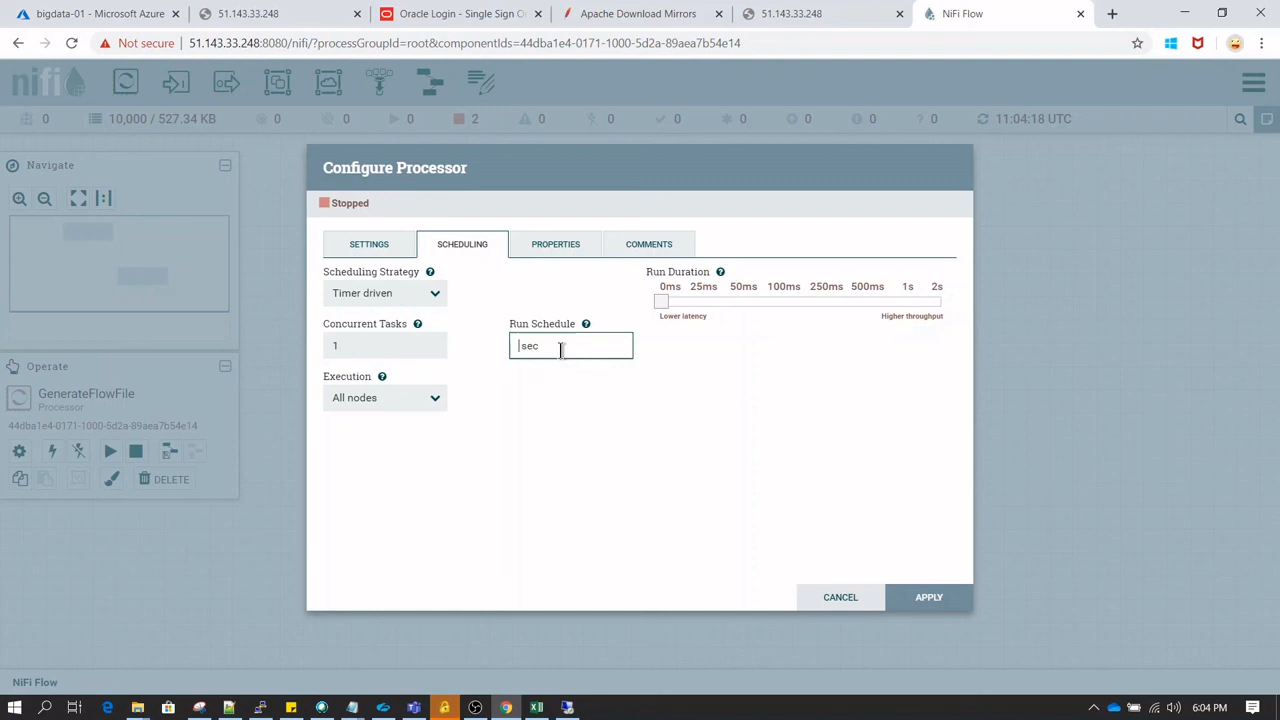 bigdata-01 - Microsoft Azure
51.143.33.248
Oracle Login - Single Sign O
Apache Download Mirrors
51.143.33.248
NiFi Flow
Not secure
51.143.33.248:8080/nifi/?processGroupId=root&componentIds=44dba1e4-0171-1000-5d2a-89aea7b54e14
nifi
0
10,000 / 527.34 KB
0
0
0
2
0
0
0
0
0
0
0
11:04:18 UTC
Navigate
Operate
GenerateFlowFile
Processor
44dba1e4-0171-1000-5d2a-89aea7b54e14
DELETE
Configure Processor
Stopped
SETTINGS
SCHEDULING
PROPERTIES
COMMENTS
Scheduling Strategy
Timer driven
Run Duration
0ms 25ms 50ms 100ms 250ms 500ms 1s 2s
Lower latency
Higher throughput
Concurrent Tasks
1
Run Schedule
sec
Execution
All nodes
CANCEL
APPLY
NiFi Flow
6:04 PM